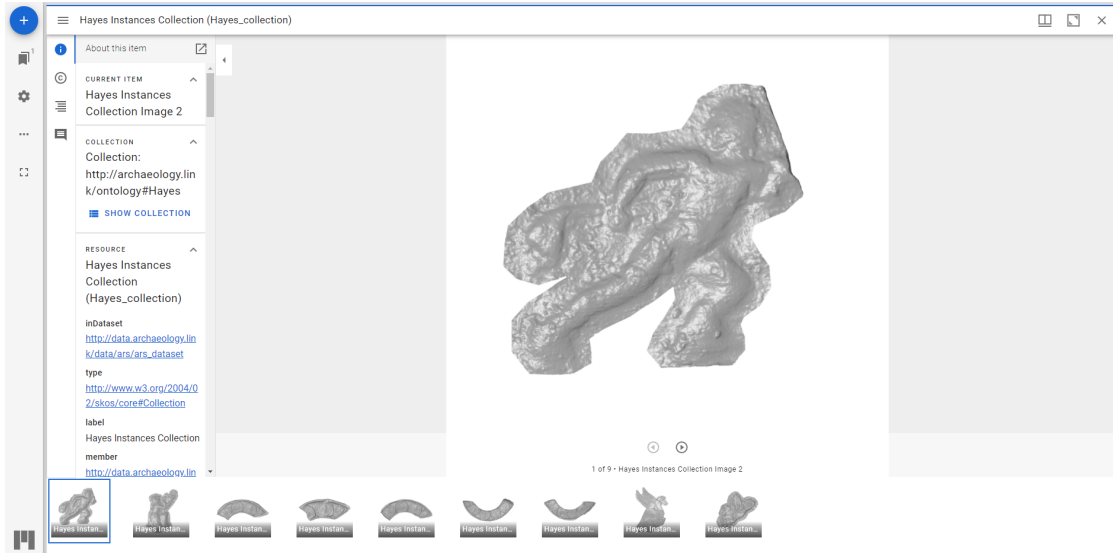 Hayes Instances Collection (Hayes_collection)
1
About this item
CURRENT ITEM
Hayes Instances
Collection Image 2
COLLECTION
Collection:
http://archaeology.lin
k/ontology#Hayes
SHOW COLLECTION
RESOURCE
Hayes Instances
Collection
(Hayes_collection)
inDataset
http://data.archaeology.lin
k/data/ars/ars_dataset
type
http://www.w3.org/2004/0
2/skos/core#Collection
label
Hayes Instances Collection
member
http://data.archaeology.lin
1 of 9 • Hayes Instances Collection Image 2
Hayes Instan...
Hayes Instan...
Hayes Instan...
Hayes Instan...
Hayes Instan...
Hayes Instan...
Hayes Instan...
Hayes Instan...
Hayes Instan...